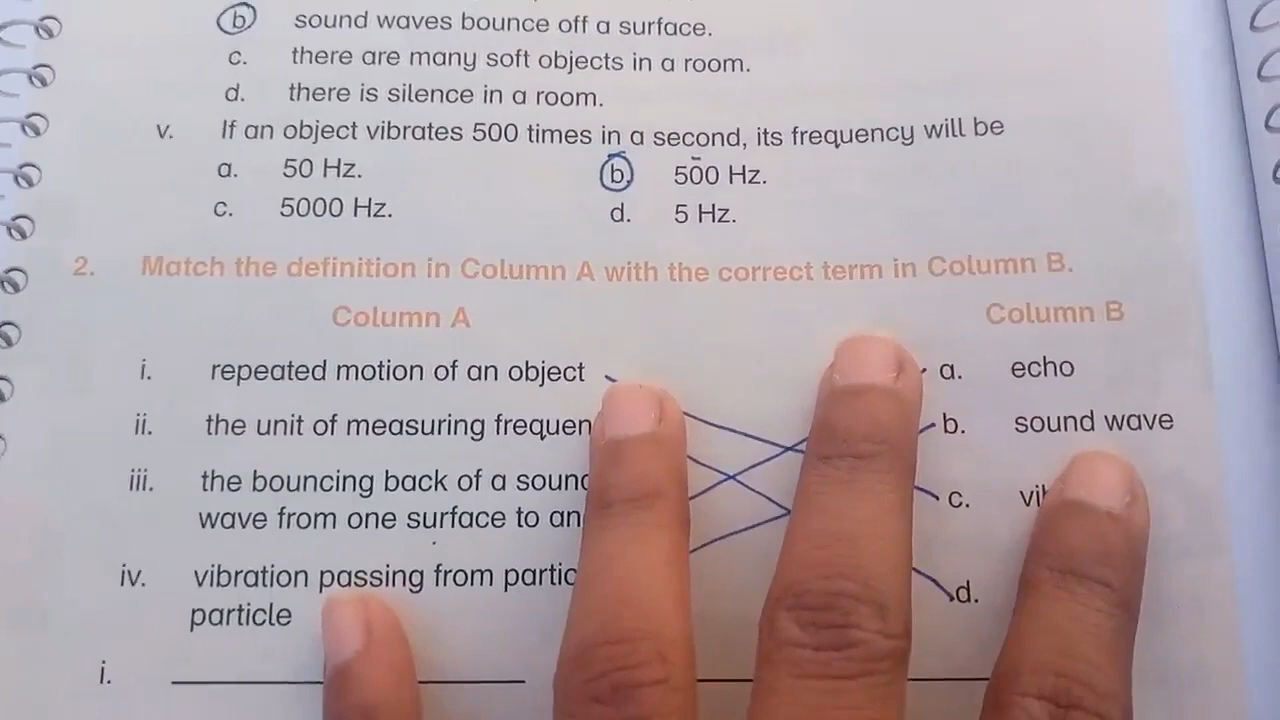 b sound waves bounce off a surface.
c. there are many soft objects in a room.
d. there is silence in a room.
v. If an object vibrates 500 times in a second, its frequency will be
a. 50 Hz. b. 500 Hz.
c. 5000 Hz. d. 5 Hz.
2. Match the definition in Column A with the correct term in Column B.
Column A Column B
i. repeated motion of an object a. echo
ii. the unit of measuring b. sound wave
iii. the bouncing back of a c.
wave from one surface to
iv. vibration passing from d.
particle
i.